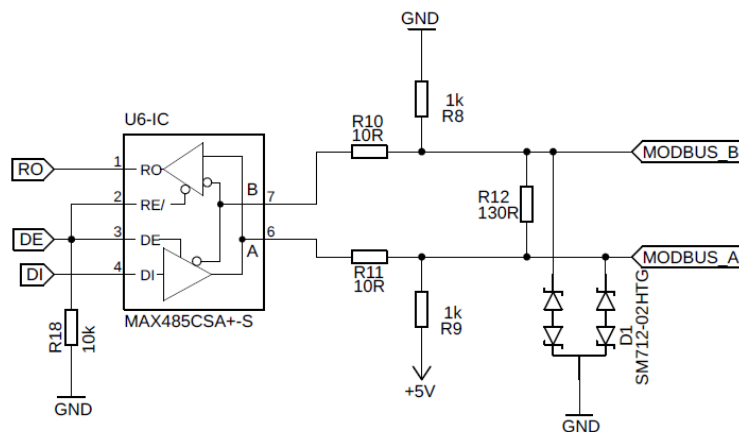 GND
1k
R8
U6-IC
R10
10R
RO
1
RO
B
7
MODBUS_B
2
RE/
R12
130R
DE
3
DE
A
6
MODBUS_A
DI
4
DI
R11
10R
MAX485CSA+-S
R18
10k
1k
R9
D1
SM712-02HTG
+5V
GND
GND